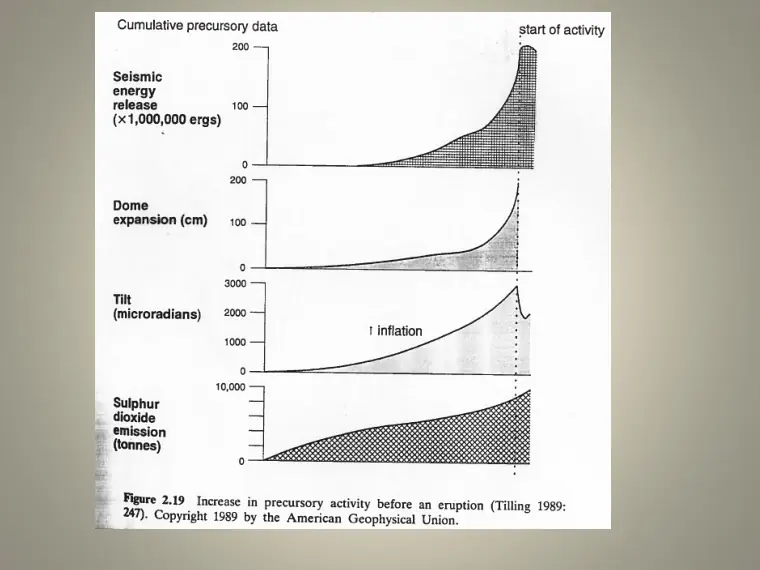 Cumulative precursory data
start of activity
Seismic
energy
release
(×1,000,000 ergs)
200
100
0
Dome
expansion (cm)
200
100
0
Tilt
(microradians)
3000
2000
1000
0
↑ inflation
Sulphur
dioxide
emission
(tonnes)
10,000
0
Figure 2.19 Increase in precursory activity before an eruption (Tilling 1989:
247). Copyright 1989 by the American Geophysical Union.